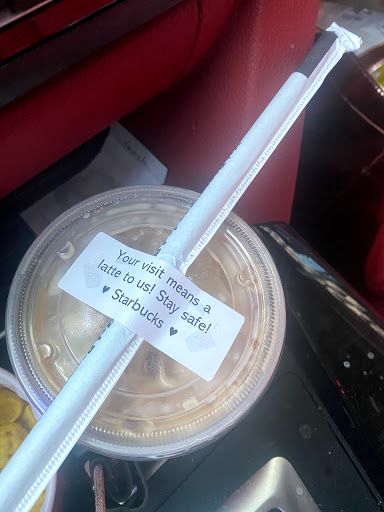 Your visit means a
latte to us! Stay safe!
♥ Starbucks ♥